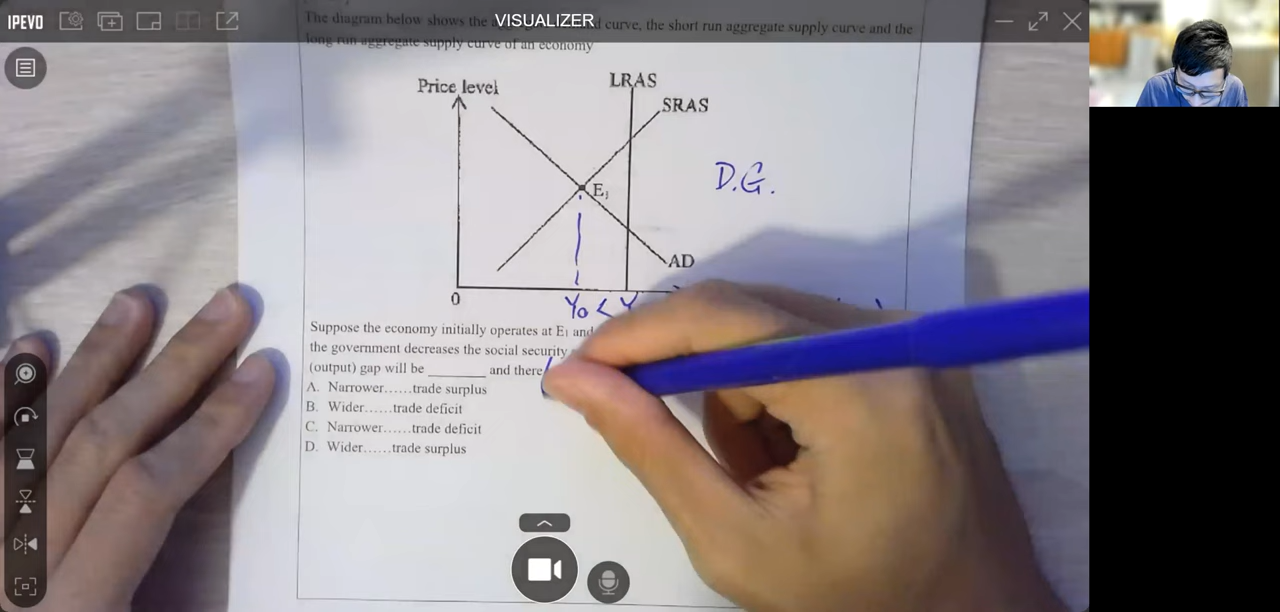 IPEVO
VISUALIZER
The diagram below shows the curve, the short run aggregate supply curve and the
long run aggregate supply curve of an economy
Price level
LRAS
SRAS
D.G.
E₁
AD
0
Y₀ < Y
Suppose the economy initially operates at E₁ and
the government decreases the social security
(output) gap will be ________ and there
A. Narrower......trade surplus
B. Wider......trade deficit
C. Narrower......trade deficit
D. Wider......trade surplus